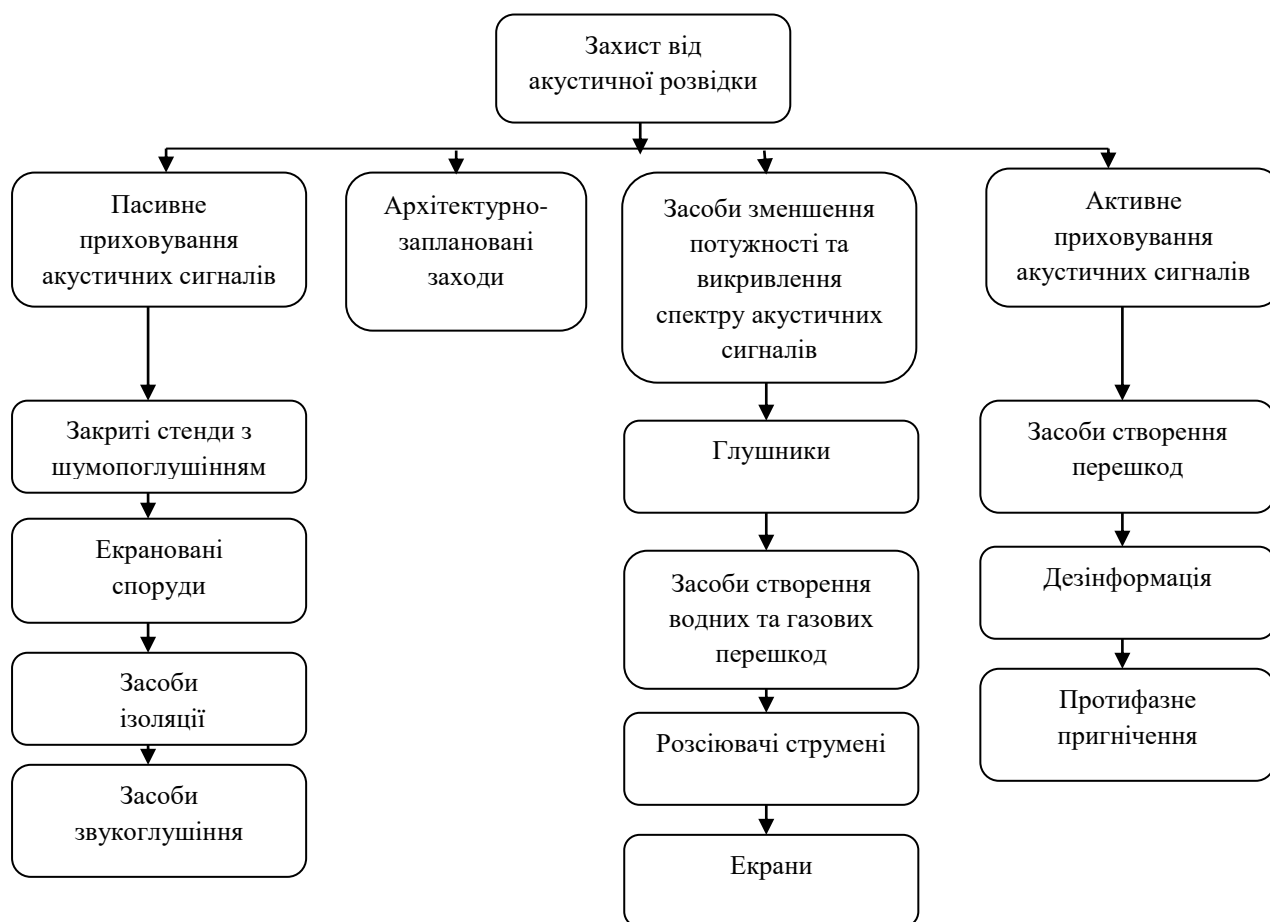 Захист від
акустичної розвідки
Пасивне
приховування
акустичних сигналів
Архітектурно-
заплановані
заходи
Засоби зменшення
потужності та
викривлення
спектру акустичних
сигналів
Активне
приховування
акустичних сигналів
Закриті стенди з
шумопоглушінням
Екрановані
споруди
Засоби
ізоляції
Засоби
звукоглушіння
Глушники
Засоби створення
водних та газових
перешкод
Розсіювачі струмені
Екрани
Засоби створення
перешкод
Дезінформація
Протифазне
пригнічення